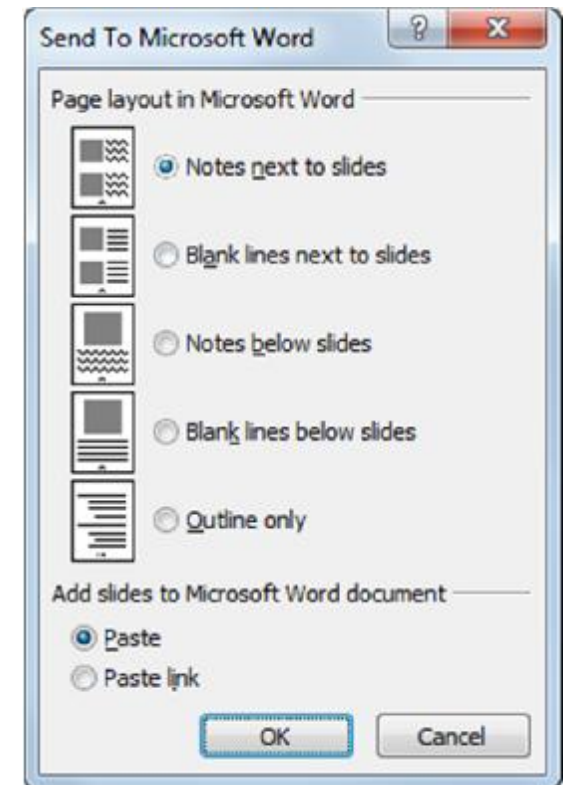 Send To Microsoft Word
?
X
Page layout in Microsoft Word
Notes next to slides
Blank lines next to slides
Notes below slides
Blank lines below slides
Outline only
Add slides to Microsoft Word document
Paste
Paste link
OK Cancel